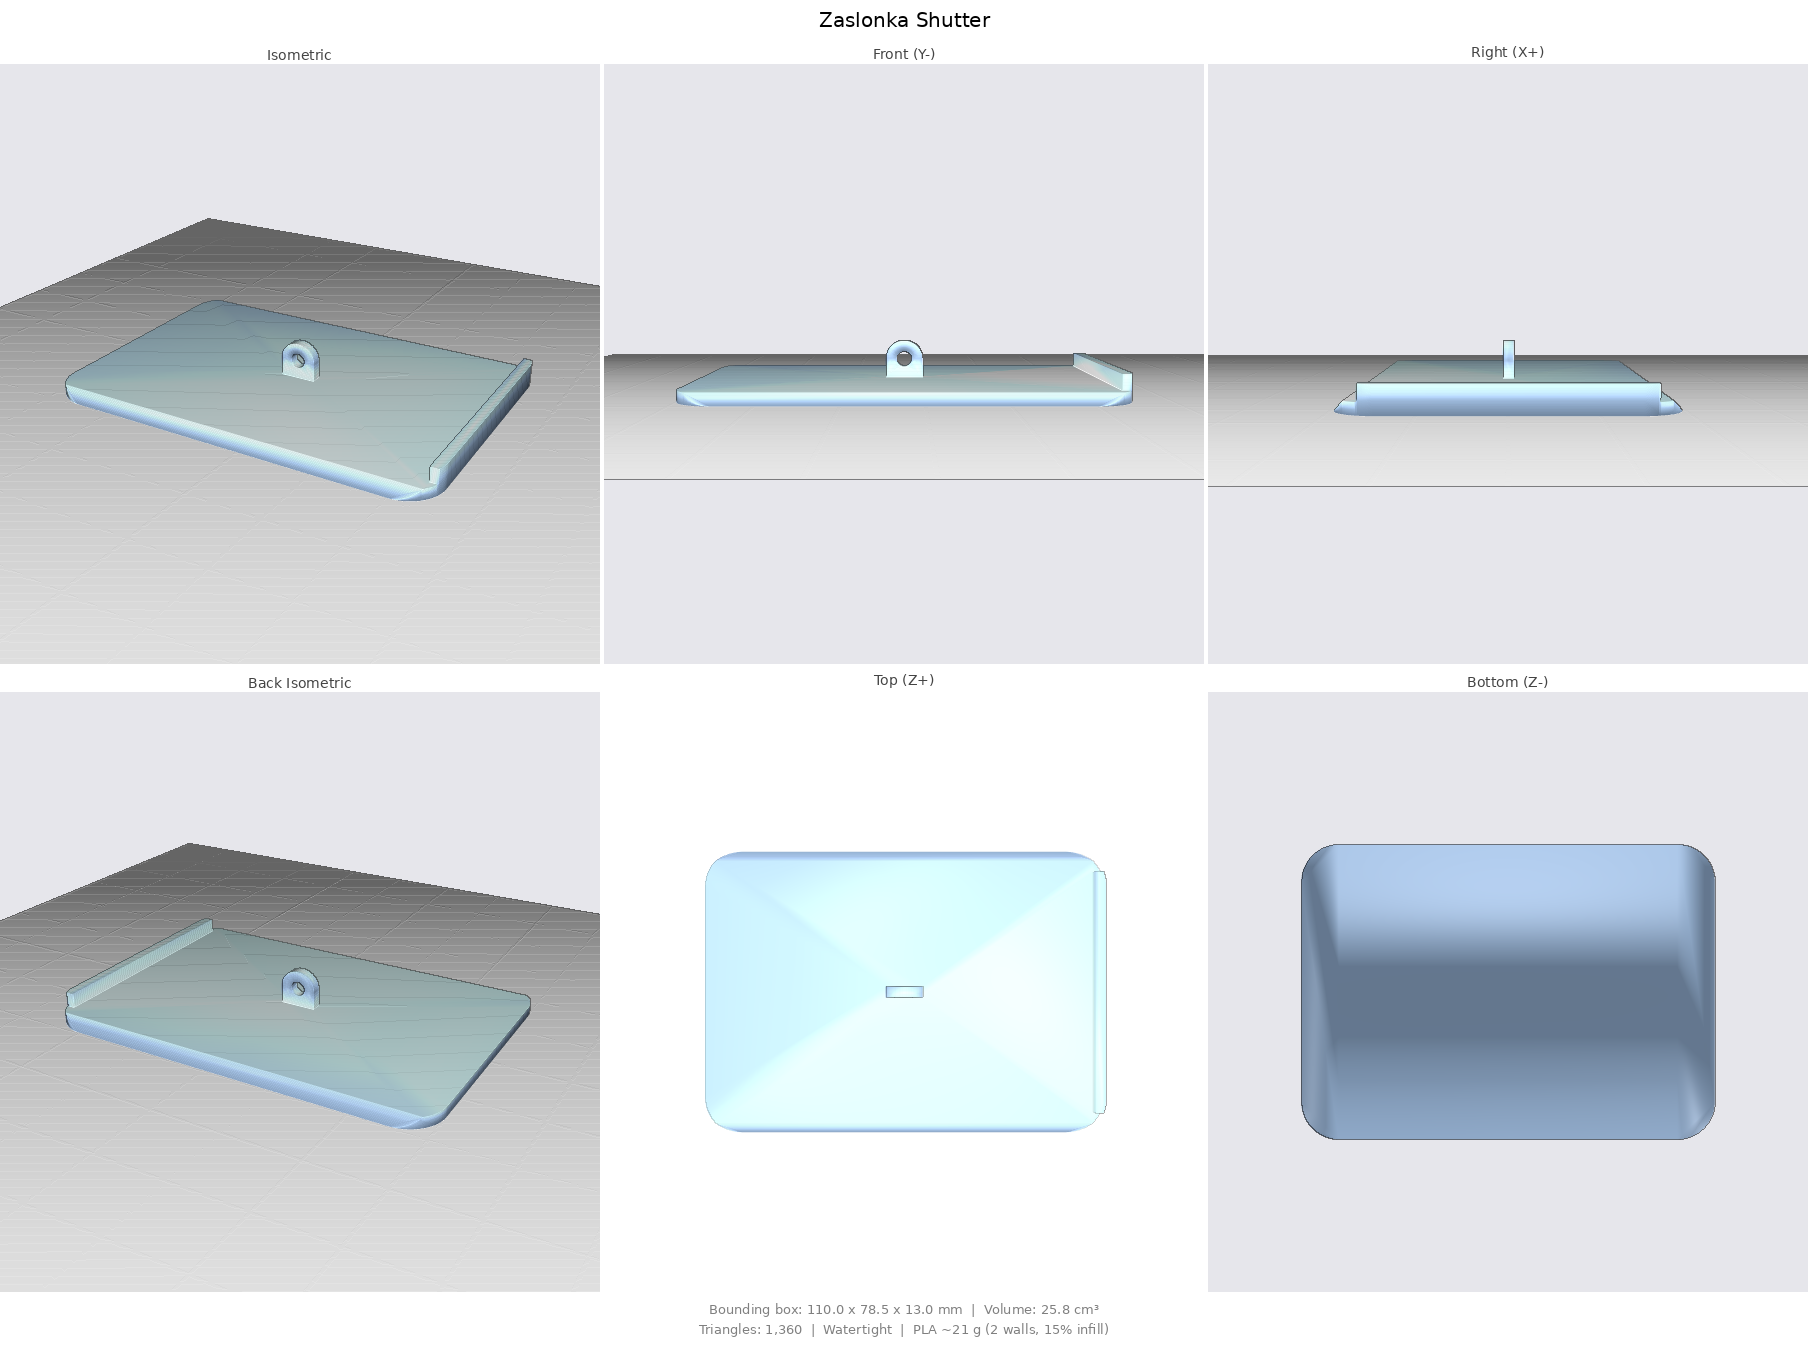 Zaslonka Shutter
Isometric
Front (Y-)
Right (X+)
Back Isometric
Top (Z+)
Bottom (Z-)
Bounding box: 110.0 x 78.5 x 13.0 mm | Volume: 25.8 cm³
Triangles: 1,360 | Watertight | PLA ~21 g (2 walls, 15% infill)